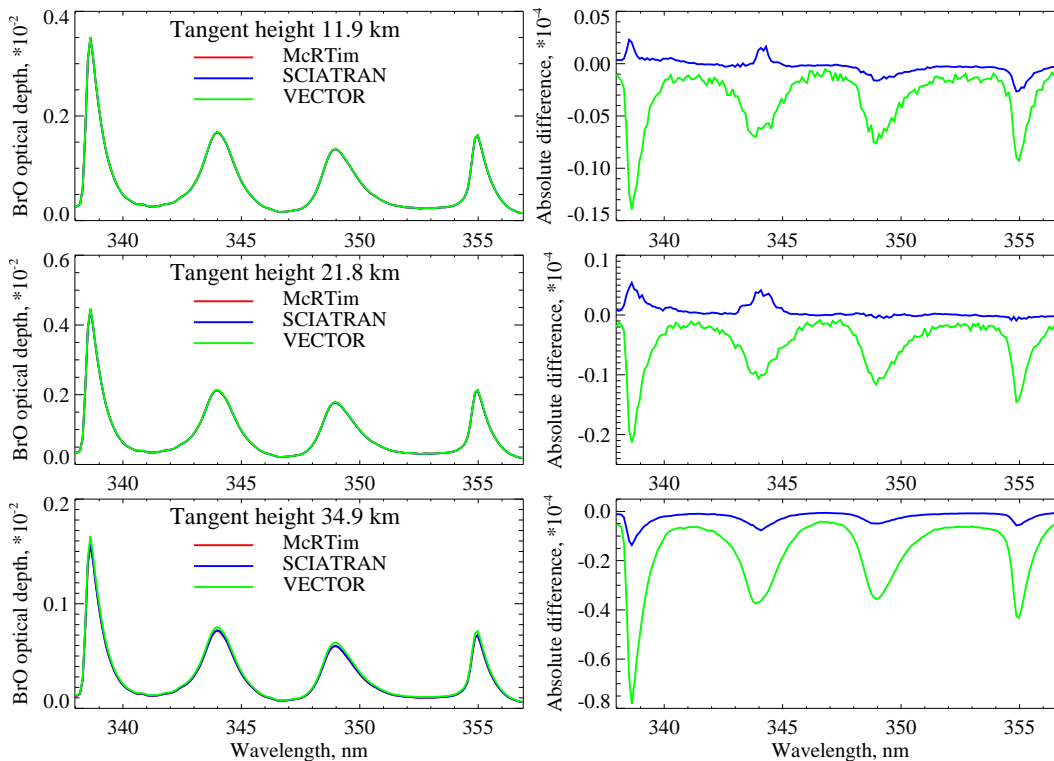 BrO optical depth, *10-2
0.4
0.2
0.0
Tangent height 11.9 km
McRTim
SCIATRAN
VECTOR
340 345 350 355
Absolute difference, *10-4
0.05
0.00
-0.05
-0.10
-0.15
340 345 350 355
BrO optical depth, *10-2
0.6
0.4
0.2
0.0
Tangent height 21.8 km
McRTim
SCIATRAN
VECTOR
340 345 350 355
Absolute difference, *10-4
0.1
0.0
-0.1
-0.2
340 345 350 355
BrO optical depth, *10-2
0.2
0.1
0.0
Tangent height 34.9 km
McRTim
SCIATRAN
VECTOR
340 345 350 355
Wavelength, nm
Absolute difference, *10-4
0.0
-0.2
-0.4
-0.6
-0.8
340 345 350 355
Wavelength, nm